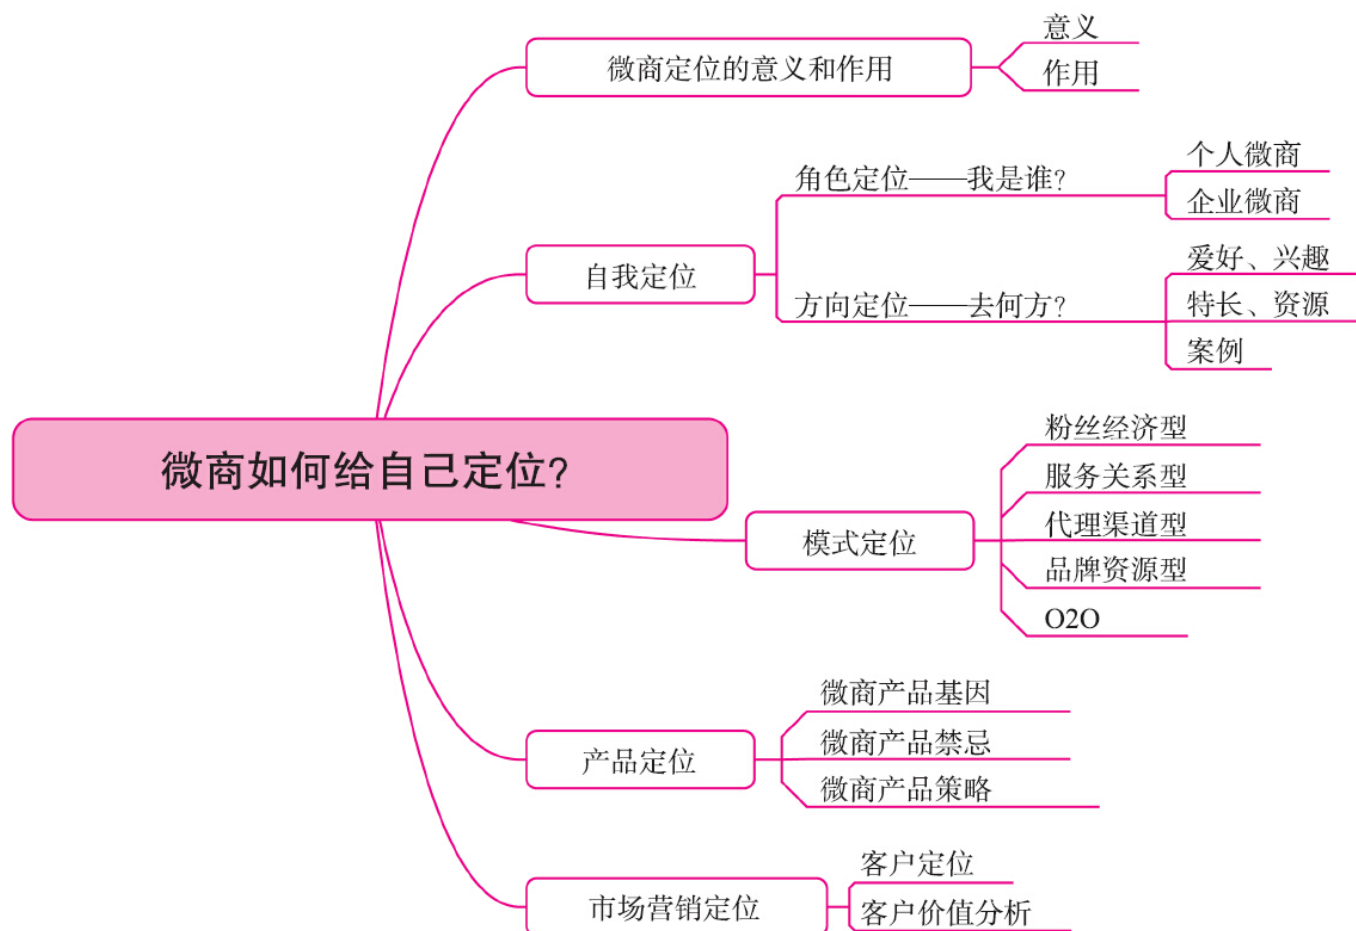 微商如何给自己定位？
微商定位的意义和作用
意义
作用
自我定位
角色定位——我是谁？
个人微商
企业微商
方向定位——去何方？
爱好、兴趣
特长、资源
案例
模式定位
粉丝经济型
服务关系型
代理渠道型
品牌资源型
O2O
产品定位
微商产品基因
微商产品禁忌
微商产品策略
市场营销定位
客户定位
客户价值分析